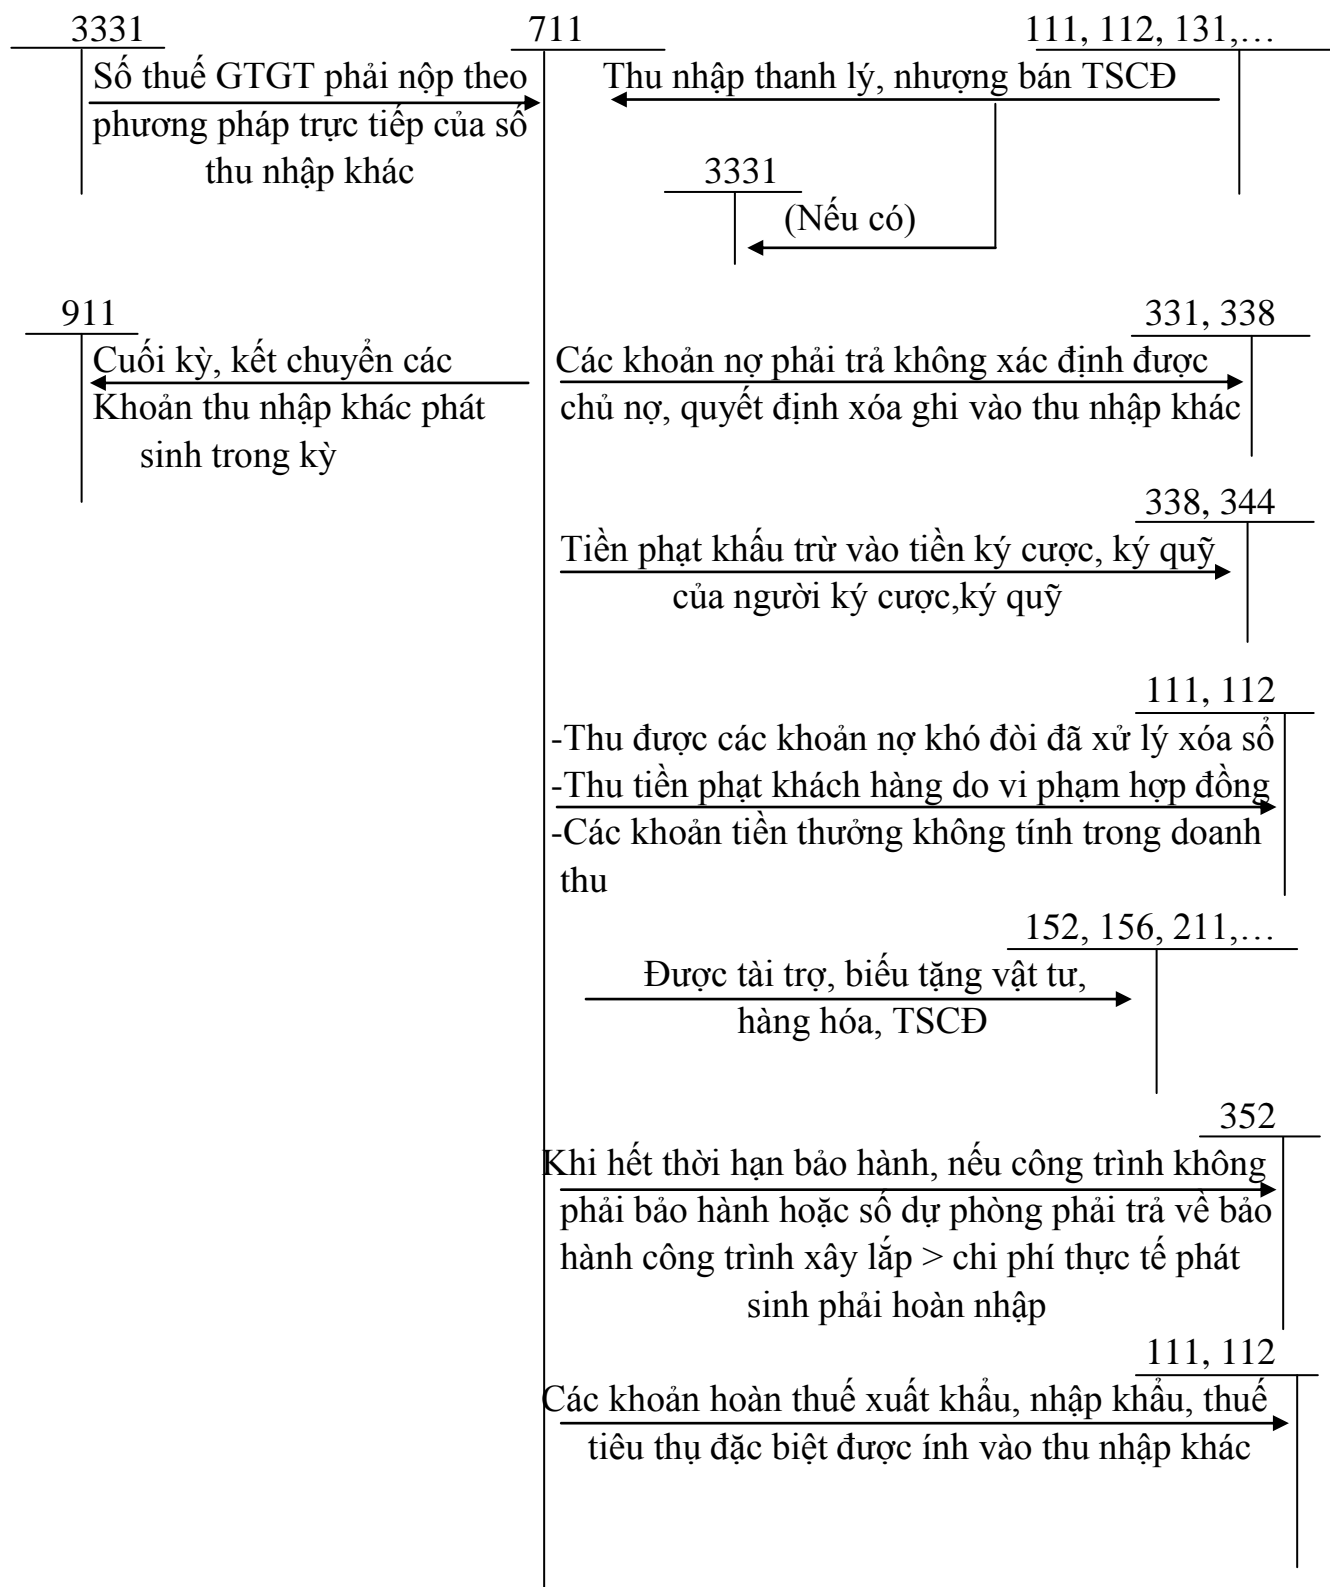 3331
711
111, 112, 131,…
Số thuế GTGT phải nộp theo
phương pháp trực tiếp của số
thu nhập khác
Thu nhập thanh lý, nhượng bán TSCĐ
3331
(Nếu có)
911
Cuối kỳ, kết chuyển các
Khoản thu nhập khác phát
sinh trong kỳ
331, 338
Các khoản nợ phải trả không xác định được
chủ nợ, quyết định xóa ghi vào thu nhập khác
338, 344
Tiền phạt khấu trừ vào tiền ký cược, ký quỹ
của người ký cược,ký quỹ
111, 112
-Thu được các khoản nợ khó đòi đã xử lý xóa sổ
-Thu tiền phạt khách hàng do vi phạm hợp đồng
-Các khoản tiền thưởng không tính trong doanh
thu
152, 156, 211,…
Được tài trợ, biếu tặng vật tư,
hàng hóa, TSCĐ
352
Khi hết thời hạn bảo hành, nếu công trình không
phải bảo hành hoặc số dự phòng phải trả về bảo
hành công trình xây lắp > chi phí thực tế phát
sinh phải hoàn nhập
111, 112
Các khoản hoàn thuế xuất khẩu, nhập khẩu, thuế
tiêu thụ đặc biệt được ính vào thu nhập khác